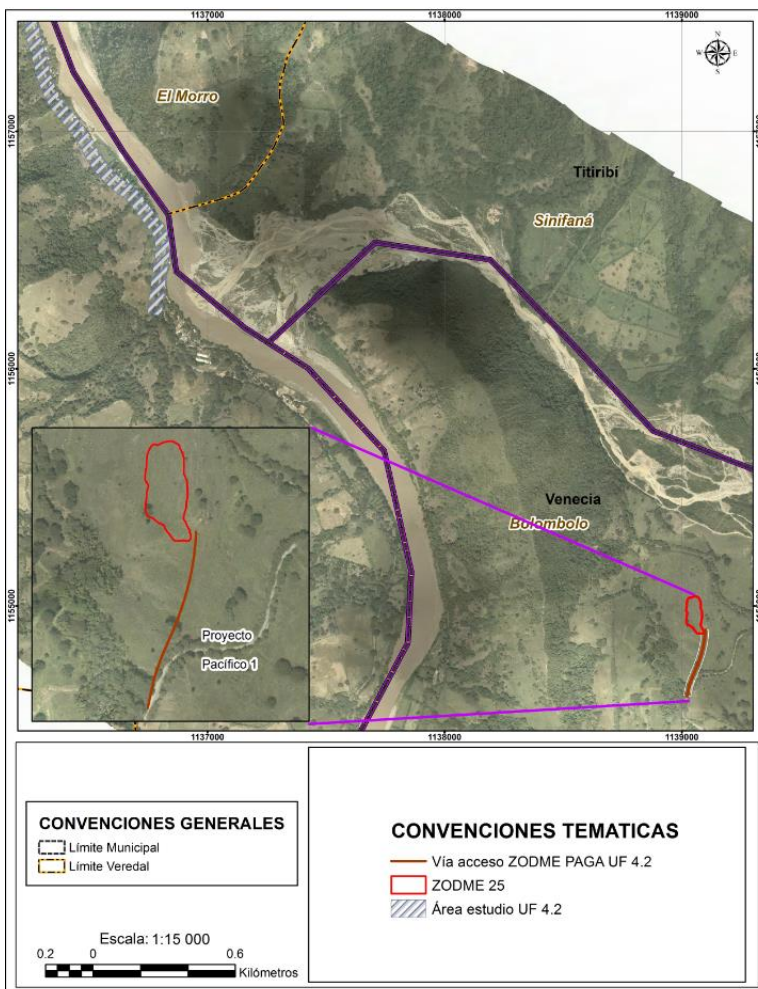 1137000
1138000
1139000
N
W
E
S
El Morro
1157000
1157000
Titiribí
Sinifaná
1156000
Venecia
Bolombolo
1155000
Proyecto
Pacífico 1
1137000
1138000
1139000
CONVENCIONES GENERALES
Límite Municipal
Límite Veredal
CONVENCIONES TEMATICAS
Vía acceso ZODME PAGA UF 4.2
ZODME 25
Área estudio UF 4.2
Escala: 1:15 000
0.2
0
0.6
Kilómetros